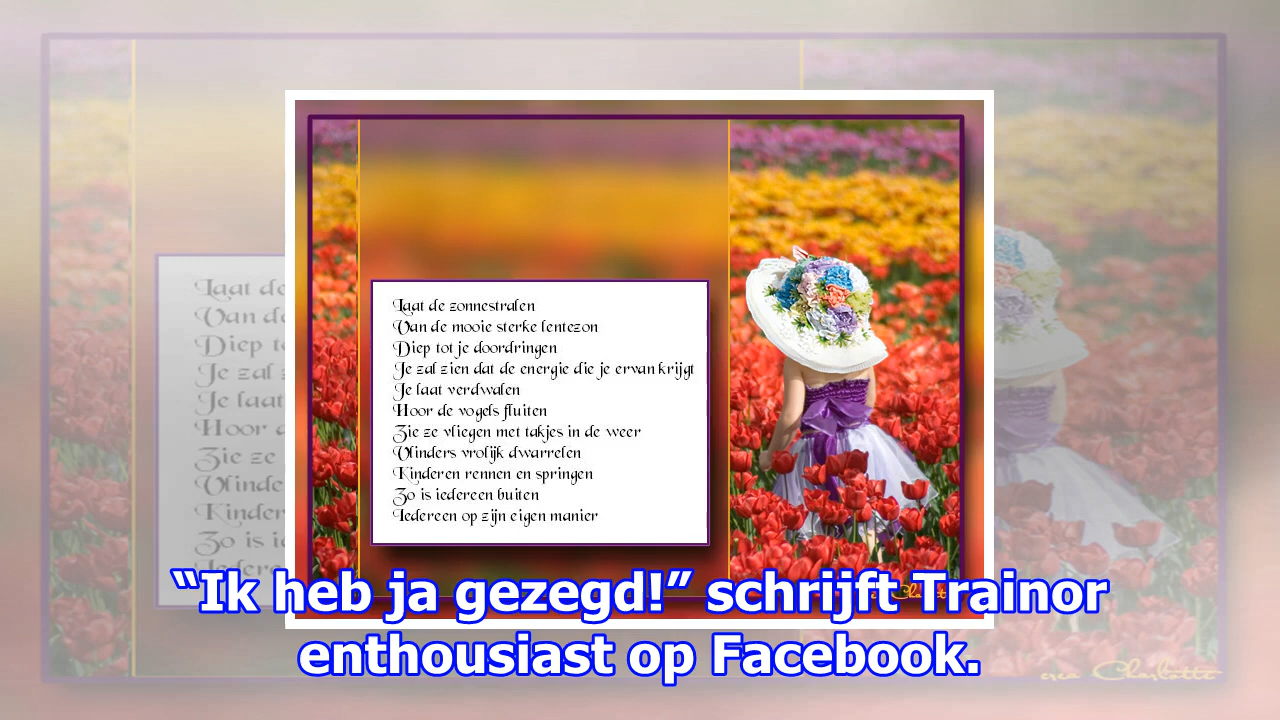 Laat de zonnestralen
Van de mooie sterke lentezon
Diep tot je doordringen
Je zal zien dat de energie die je ervan krijgt
Je laat verdwalen
Hoor de vogels fluiten
Zie ze vliegen met takjes in de weer
Vlinders vrolijk dwarrelen
Kinderen rennen en springen
Zo is iedereen buiten
Iedereen op zijn eigen manier
“Ik heb ja gezegd!” schrijft Trainor
enthousiast op Facebook.
crea Charlotte